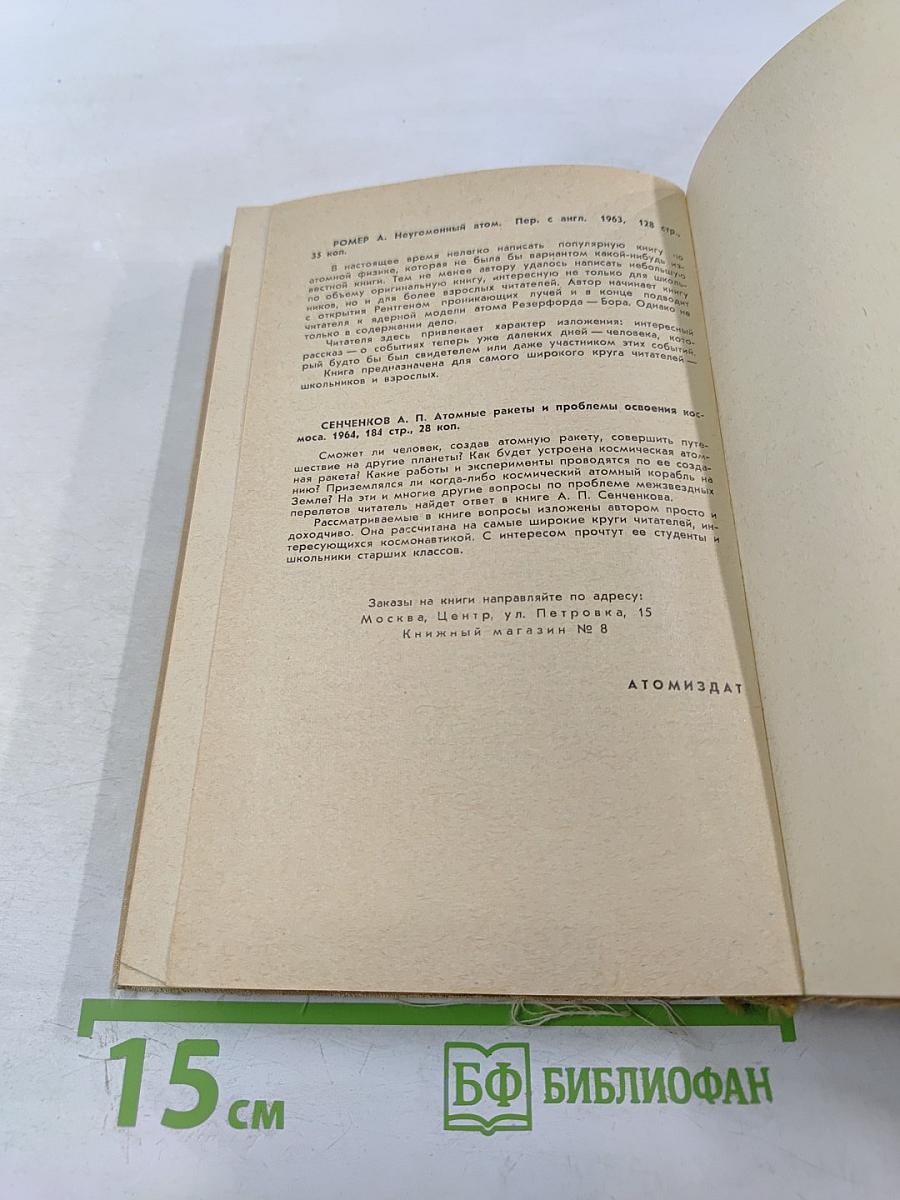 РОМЕР А. Неугомонный атом. Пер. с англ. 1963, 128 стр.,
35 коп.
В настоящее время нелегко написать популярную книгу по
атомной физике, которая не была бы вариантом какой-нибудь из-
вестной книги. Тем не менее автору удалось написать небольшую
по объему оригинальную книгу, интересную не только для школь-
ников, но и для более взрослых читателей. Автор начинает книгу
с открытия Рентгеном проникающих лучей и в конце подводит
читателя к ядерной модели атома Резерфорда — Бора. Однако не
только в содержании дело.
Читателя здесь привлекает характер изложения: интересный
рассказ — о событиях теперь уже далеких дней — человека, кото-
рый будто бы был свидетелем или даже участником этих событий.
Книга предназначена для самого широкого круга читателей —
школьников и взрослых.
СЕНЧЕНКОВ А. П. Атомные ракеты и проблемы освоения кос-
моса. 1964, 184 стр., 28 коп.
Сможет ли человек, создав атомную ракету, совершить путе-
шествие на другие планеты? Как будет устроена космическая атом-
ная ракета? Какие работы и эксперименты проводятся по ее созда-
нию? Приземлялся ли когда-либо космический атомный корабль на
Земле? На эти и многие другие вопросы по проблеме межзвездных
перелетов читатель найдет ответ в книге А. П. Сенченкова.
Рассматриваемые в книге вопросы изложены автором просто и
доходчиво. Она рассчитана на самые широкие круги читателей, ин-
тересующихся космонавтикой. С интересом прочтут ее студенты и
школьники старших классов.
Заказы на книги направляйте по адресу:
Москва, Центр, ул. Петровка, 15
Книжный магазин № 8
АТОМИЗДАТ
15 см
БФ БИБЛИОФАН